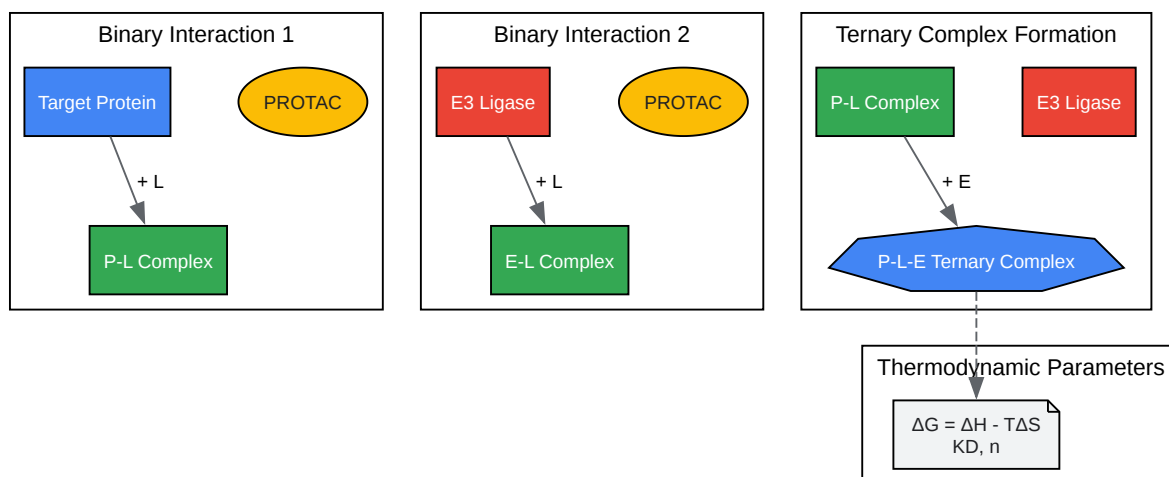 Binary Interaction 1
Target Protein
PROTAC
+ L
P-L Complex
Binary Interaction 2
E3 Ligase
PROTAC
+ L
E-L Complex
Ternary Complex Formation
P-L Complex
E3 Ligase
+ E
P-L-E Ternary Complex
Thermodynamic Parameters
ΔG = ΔH - TΔS
KD, n